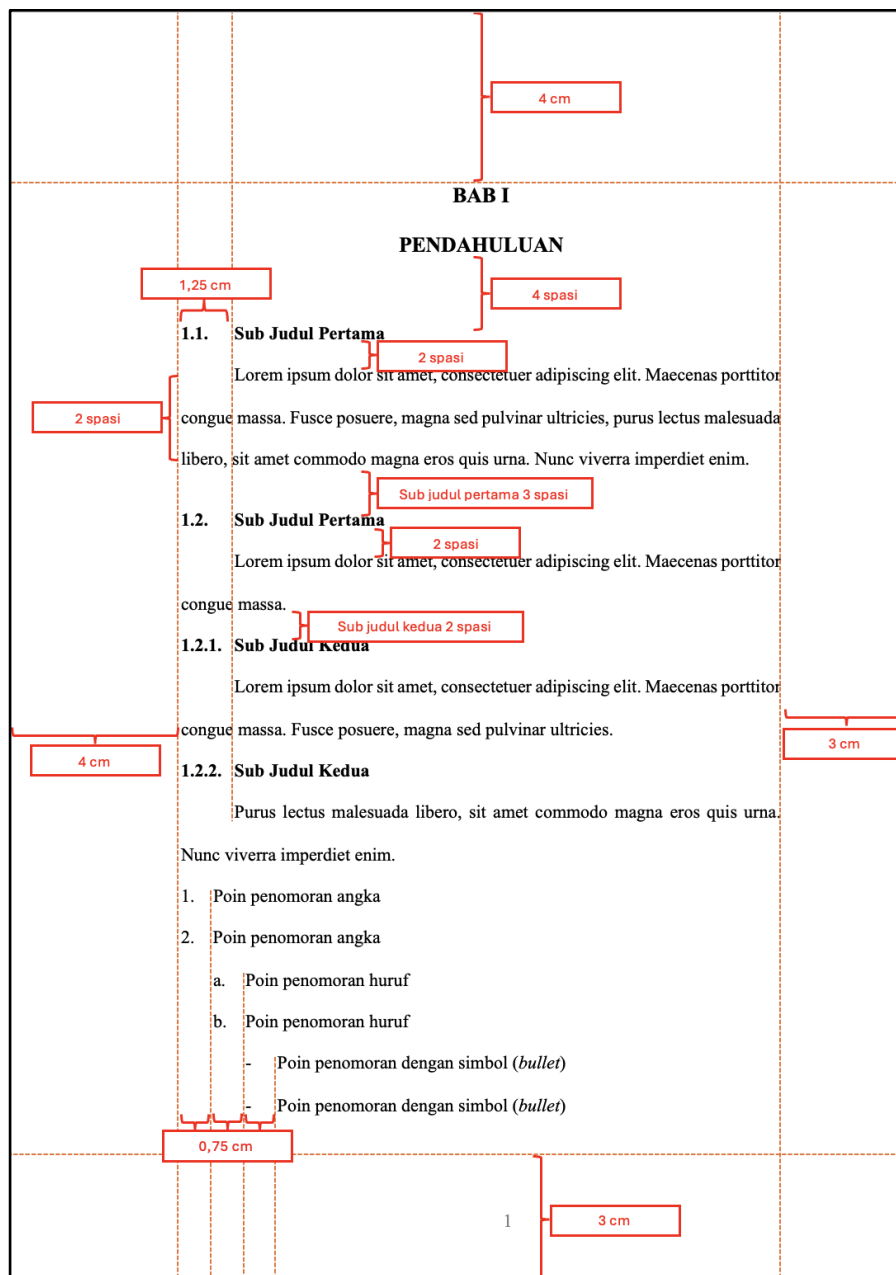 4 cm
BAB I
PENDAHULUAN
1,25 cm
4 spasi
1.1. Sub Judul Pertama
2 spasi
Lorem ipsum dolor sit amet, consectetuer adipiscing elit. Maecenas porttitor
2 spasi
congue massa. Fusce posuere, magna sed pulvinar ultricies, purus lectus malesuada
libero, sit amet commodo magna eros quis urna. Nunc viverra imperdiet enim.
Sub judul pertama 3 spasi
1.2. Sub Judul Pertama
2 spasi
Lorem ipsum dolor sit amet, consectetuer adipiscing elit. Maecenas porttitor
congue massa.
Sub judul kedua 2 spasi
1.2.1. Sub Judul Kedua
Lorem ipsum dolor sit amet, consectetuer adipiscing elit. Maecenas porttitor
congue massa. Fusce posuere, magna sed pulvinar ultricies.
3 cm
4 cm
1.2.2. Sub Judul Kedua
Purus lectus malesuada libero, sit amet commodo magna eros quis urna.
Nunc viverra imperdiet enim.
1. Poin penomoran angka
2. Poin penomoran angka
a. Poin penomoran huruf
b. Poin penomoran huruf
- Poin penomoran dengan simbol (bullet)
- Poin penomoran dengan simbol (bullet)
0,75 cm
1
3 cm